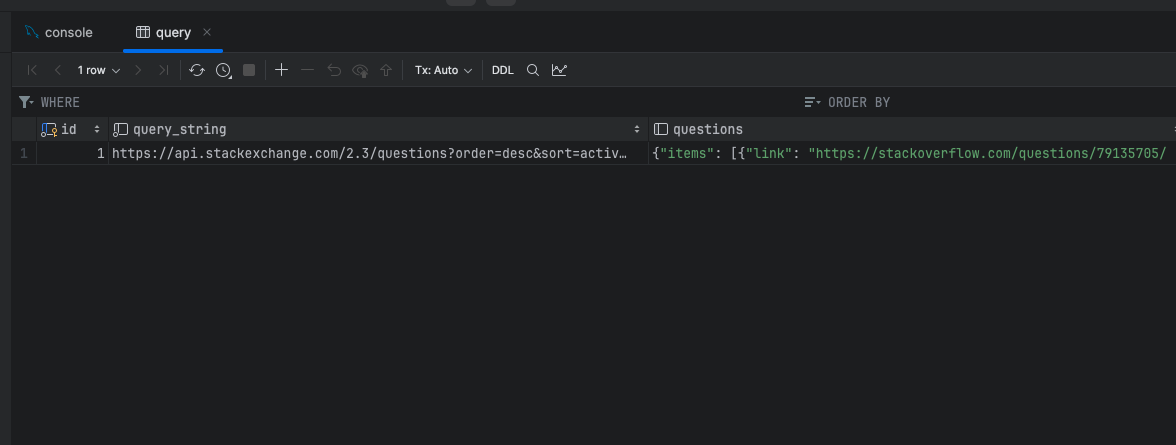 console query
1 row Tx: Auto DDL
WHERE ORDER BY
id query_string questions
1 1 https://api.stackexchange.com/2.3/questions?order=desc&sort=activ… {"items": [{"link": "https://stackoverflow.com/questions/79135705/